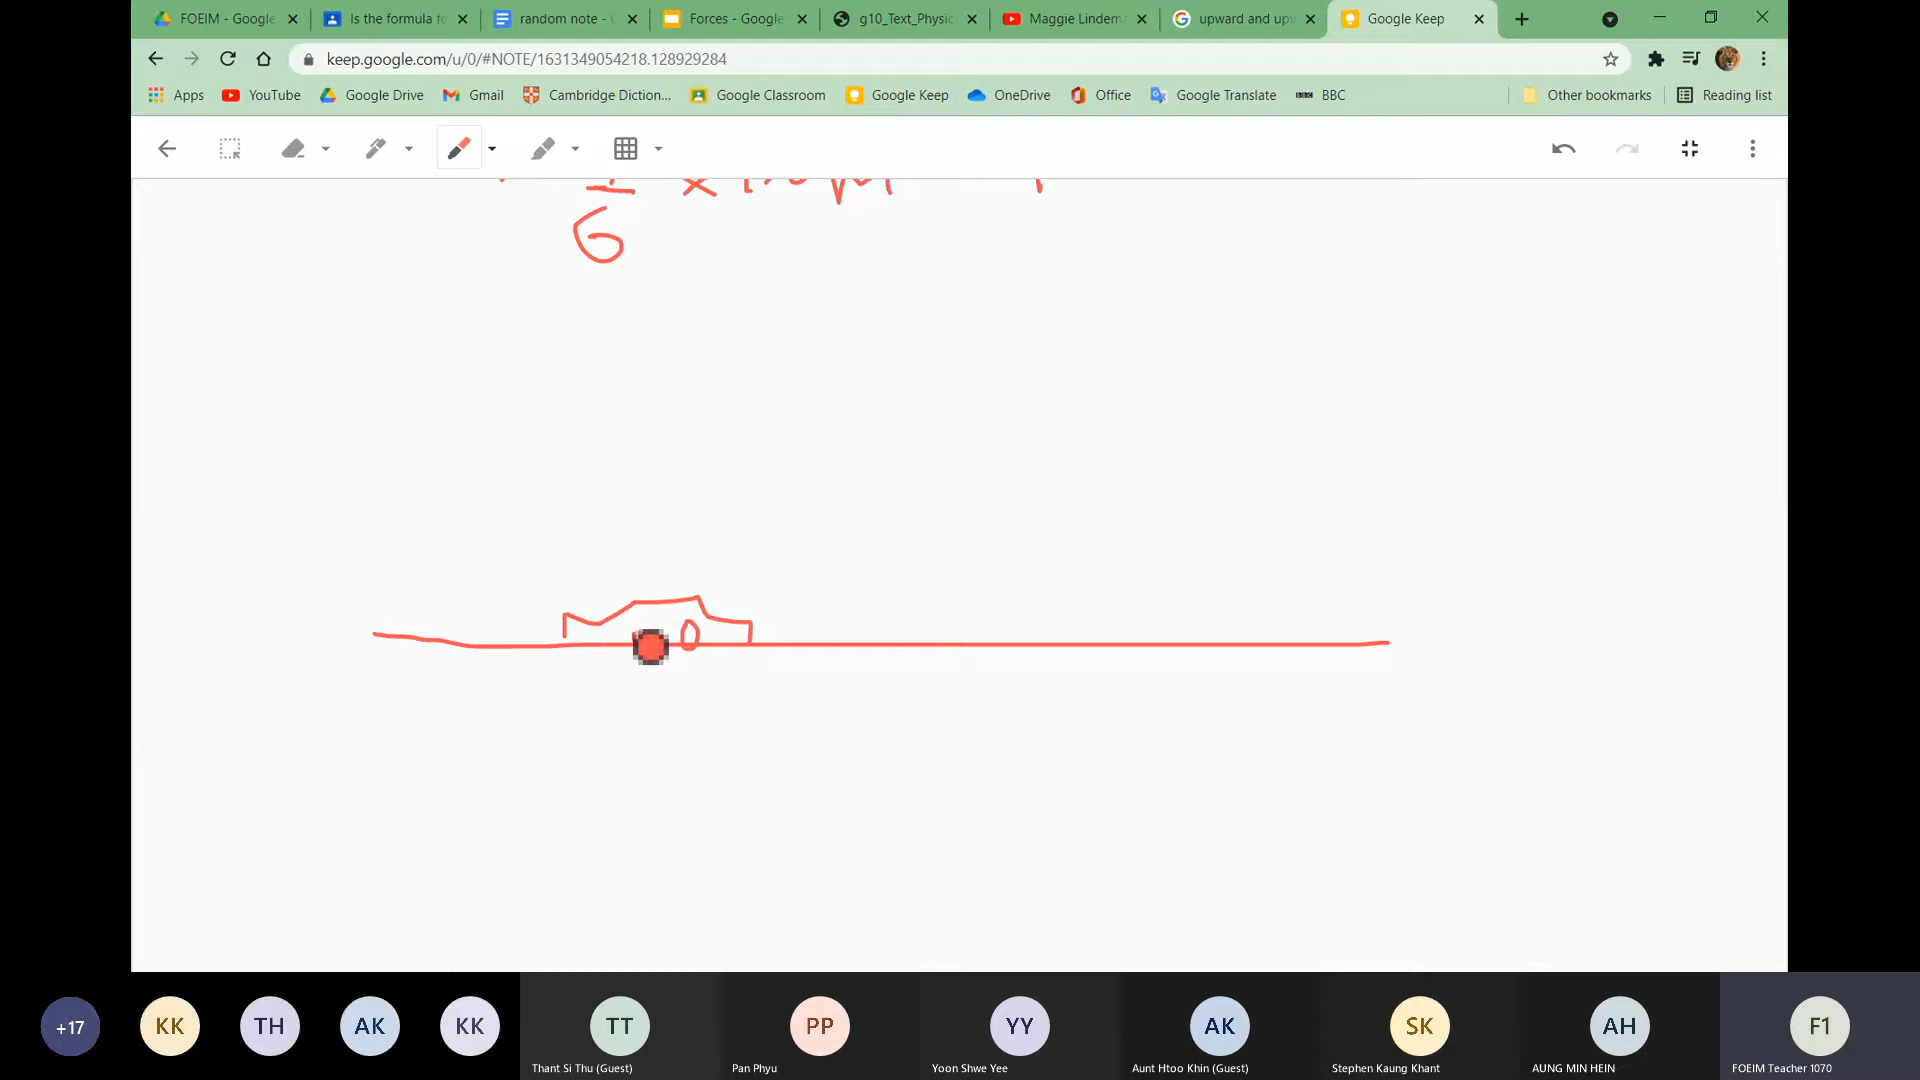 FOEIM - Google
Is the formula fo
random note -
Forces - Google
g10_Text_Physic
Maggie Lindem
upward and up
Google Keep
keep.google.com/u/0/#NOTE/1631349054218.128929284
Apps
YouTube
Google Drive
Gmail
Cambridge Diction...
Google Classroom
Google Keep
OneDrive
Office
Google Translate
BBC
Other bookmarks
Reading list
6
+17
KK
TH
AK
KK
TT
PP
YY
AK
SK
AH
F1
Thant Si Thu (Guest)
Pan Phyu
Yoon Shwe Yee
Aunt Htoo Khin (Guest)
Stephen Kaung Khant
AUNG MIN HEIN
FOEIM Teacher 1070